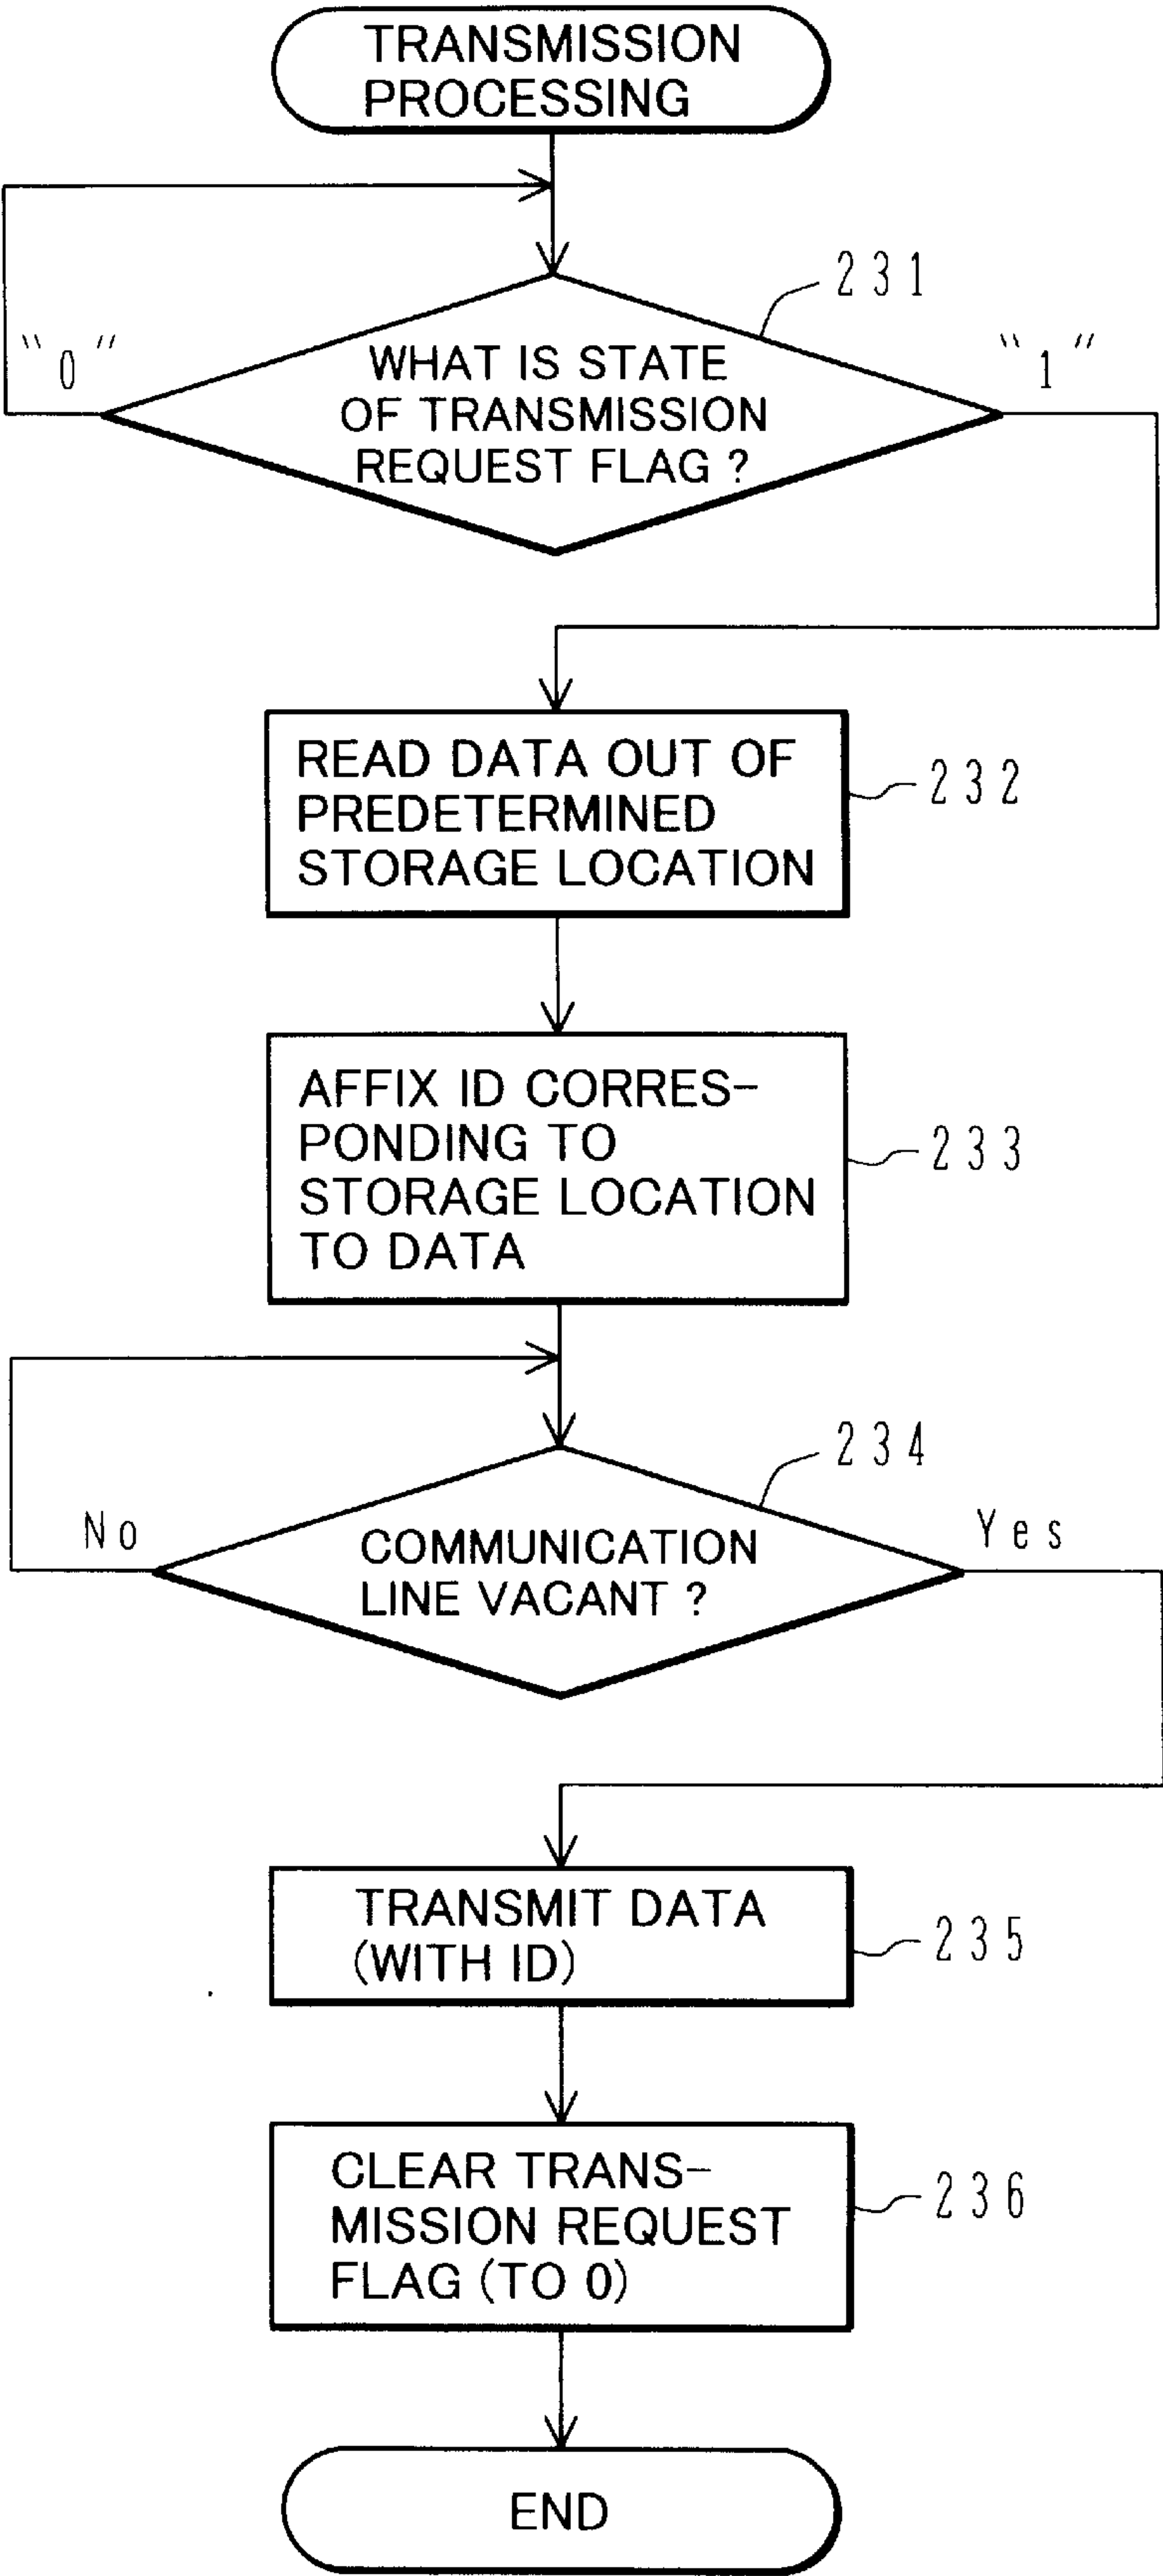 TRANSMISSION
PROCESSING
231
"0"
"1"
WHAT IS STATE
OF TRANSMISSION
REQUEST FLAG ?
READ DATA OUT OF
PREDETERMINED
STORAGE LOCATION
232
AFFIX ID CORRES-
PONDING TO
STORAGE LOCATION
TO DATA
233
234
No
Yes
COMMUNICATION
LINE VACANT ?
TRANSMIT DATA
(WITH ID)
235
CLEAR TRANS-
MISSION REQUEST
FLAG (TO 0)
236
END